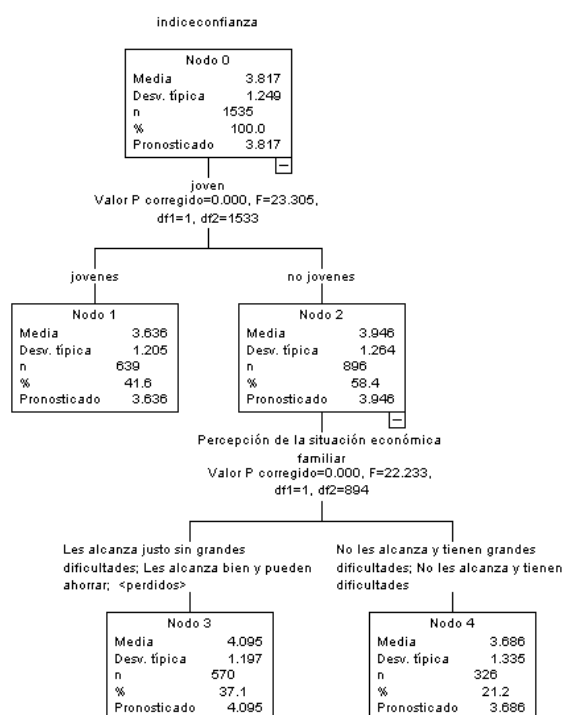 indiceconfianza
Nodo 0
Media 3.817
Desv. típica 1.249
n 1535
% 100.0
Pronosticado 3.817
joven
Valor P corregido=0.000, F=23.305,
df1=1, df2=1533
jovenes
no jovenes
Nodo 1
Media 3.636
Desv. típica 1.205
n 639
% 41.6
Pronosticado 3.636
Nodo 2
Media 3.946
Desv. típica 1.264
n 896
% 58.4
Pronosticado 3.946
Percepción de la situación económica
familiar
Valor P corregido=0.000, F=22.233,
df1=1, df2=894
Les alcanza justo sin grandes
dificultades; Les alcanza bien y pueden
ahorrar; <perdidos>
No les alcanza y tienen grandes
dificultades; No les alcanza y tienen
dificultades
Nodo 3
Media 4.095
Desv. típica 1.197
n 570
% 37.1
Pronosticado 4.095
Nodo 4
Media 3.686
Desv. típica 1.335
n 326
% 21.2
Pronosticado 3.686